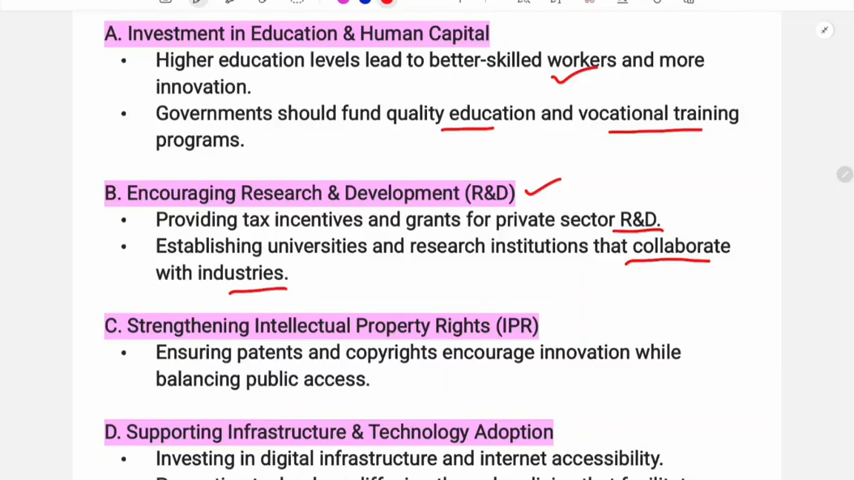 A. Investment in Education & Human Capital
• Higher education levels lead to better-skilled workers and more
innovation.
• Governments should fund quality education and vocational training
programs.
B. Encouraging Research & Development (R&D)
• Providing tax incentives and grants for private sector R&D.
• Establishing universities and research institutions that collaborate
with industries.
C. Strengthening Intellectual Property Rights (IPR)
• Ensuring patents and copyrights encourage innovation while
balancing public access.
D. Supporting Infrastructure & Technology Adoption
• Investing in digital infrastructure and internet accessibility.